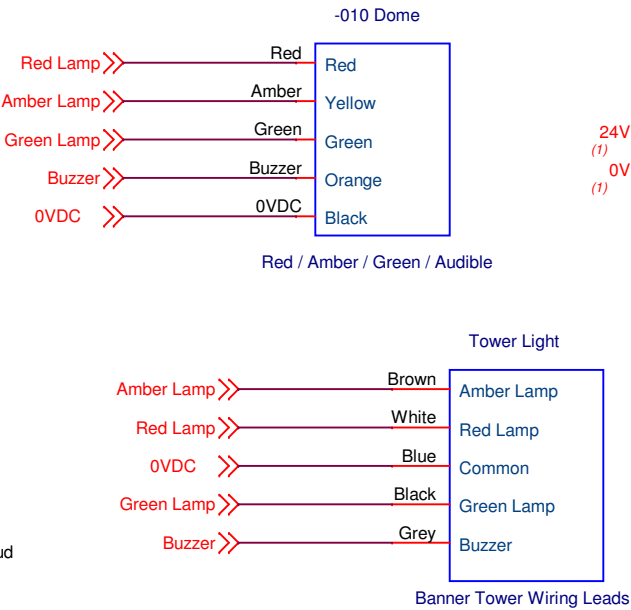 -010 Dome
Red Lamp Red Red
Amber Lamp Amber Yellow
Green Lamp Green Green
Buzzer Buzzer Orange
0VDC 0VDC Black
Red / Amber / Green / Audible
24V
(1)
0V
(1)
Tower Light
Amber Lamp Brown Amber Lamp
Red Lamp White Red Lamp
0VDC Blue Common
Green Lamp Black Green Lamp
Buzzer Grey Buzzer
Banner Tower Wiring Leads
ud